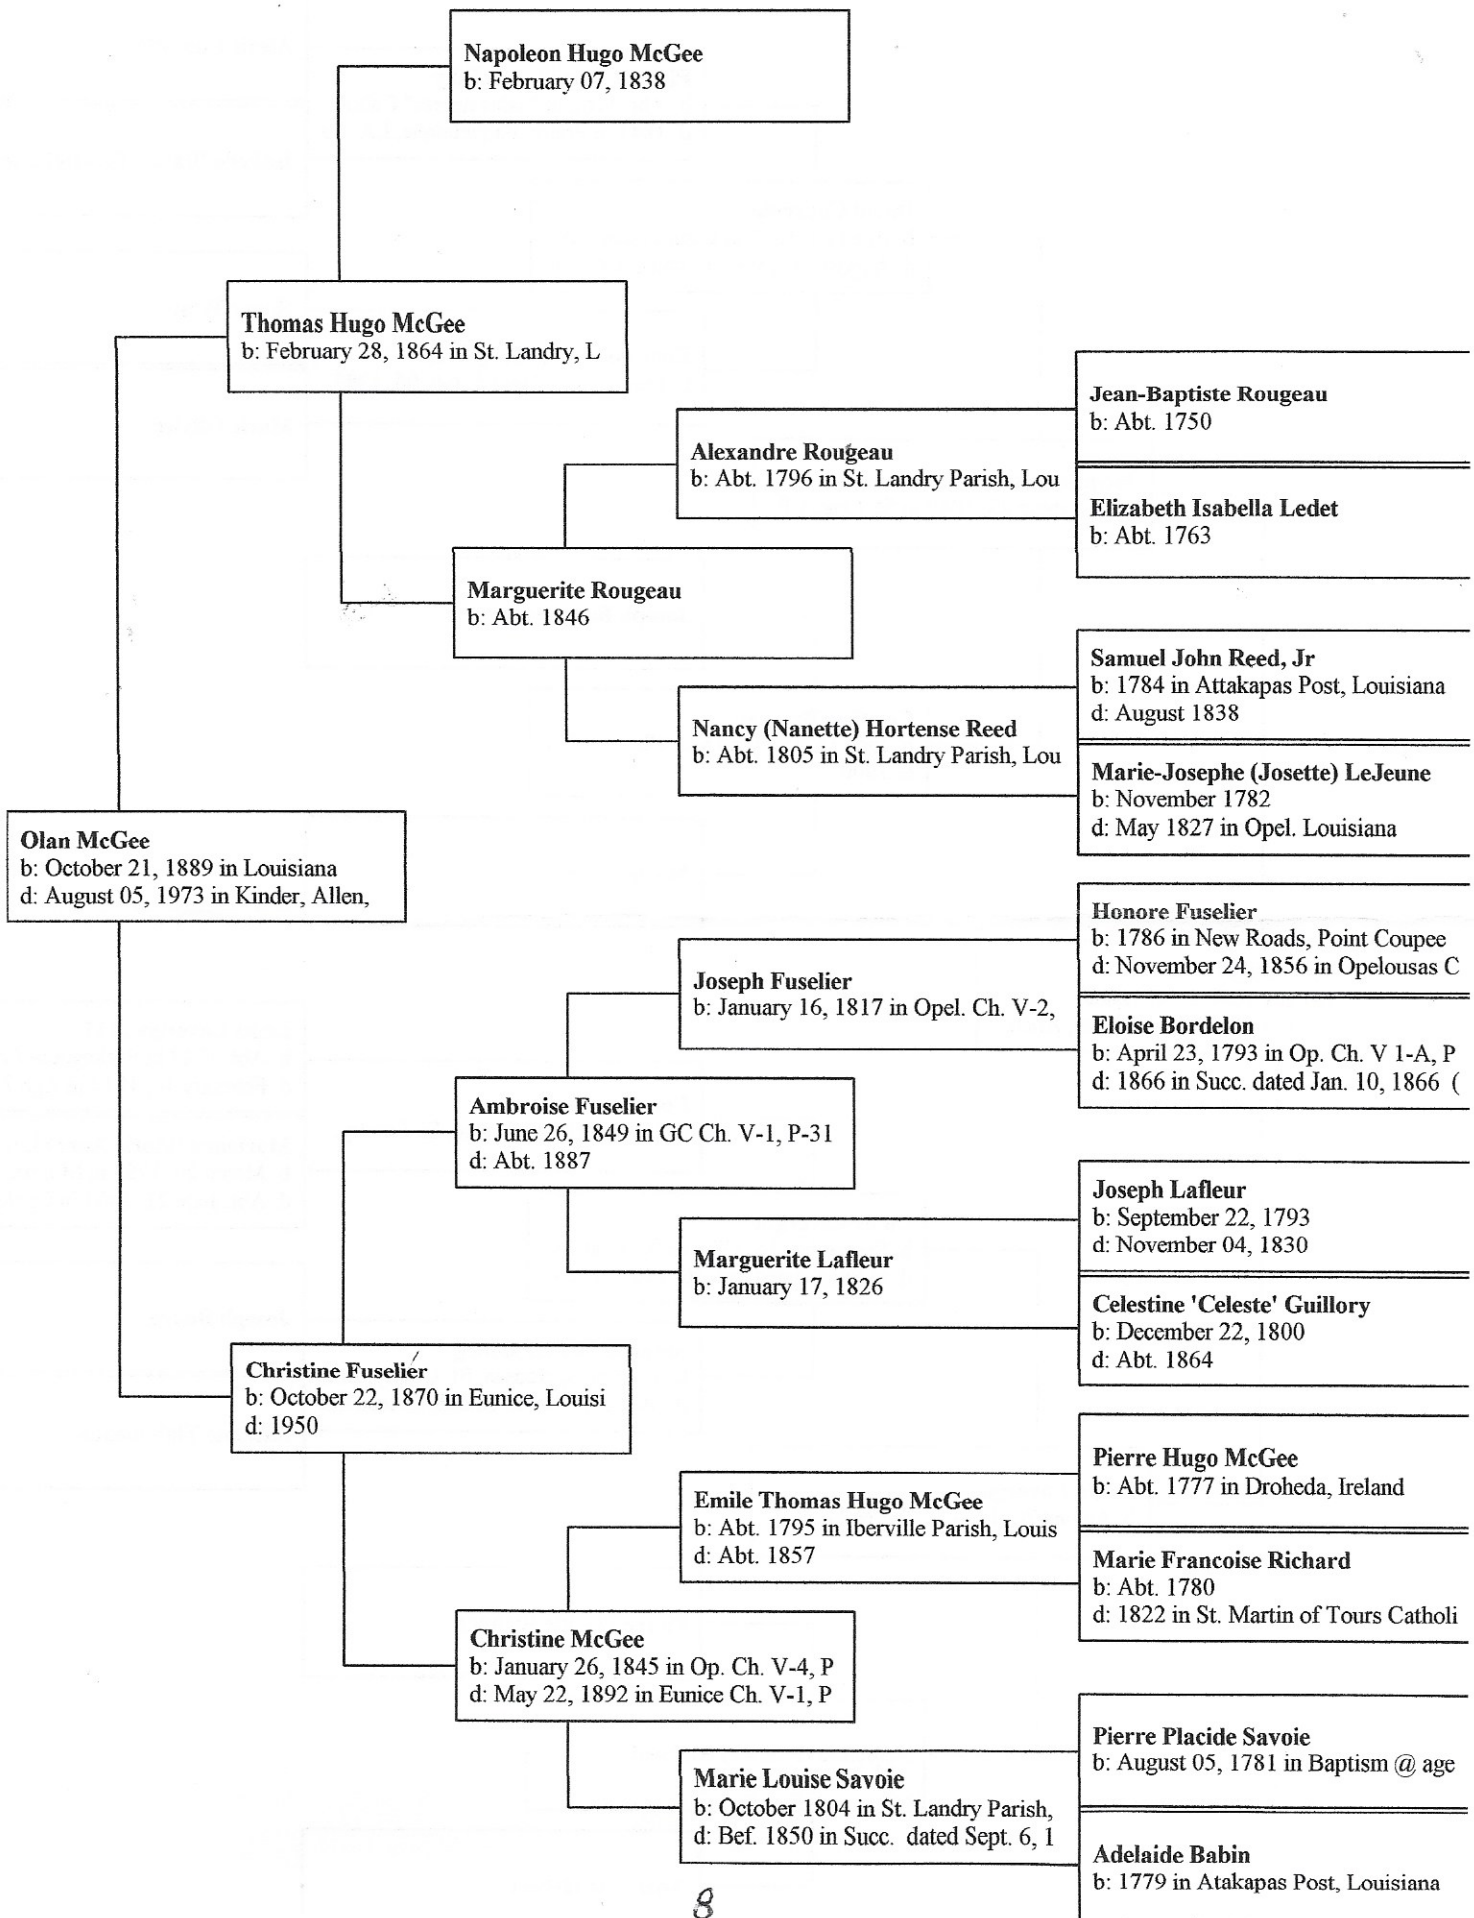 Napoleon Hugo McGee
b: February 07, 1838
Thomas Hugo McGee
b: February 28, 1864 in St. Landry, L
Jean-Baptiste Rougeau
b: Abt. 1750
Alexandre Rougeau
b: Abt. 1796 in St. Landry Parish, Lou
Elizabeth Isabella Ledet
b: Abt. 1763
Marguerite Rougeau
b: Abt. 1846
Samuel John Reed, Jr
b: 1784 in Attakapas Post, Louisiana
d: August 1838
Nancy (Nanette) Hortense Reed
b: Abt. 1805 in St. Landry Parish, Lou
Marie-Josephe (Josette) LeJeune
b: November 1782
d: May 1827 in Opel. Louisiana
Olan McGee
b: October 21, 1889 in Louisiana
d: August 05, 1973 in Kinder, Allen,
Honore Fuselier
b: 1786 in New Roads, Point Coupee
d: November 24, 1856 in Opelousas C
Joseph Fuselier
b: January 16, 1817 in Opel. Ch. V-2,
Eloise Bordelon
b: April 23, 1793 in Op. Ch. V 1-A, P
d: 1866 in Succ. dated Jan. 10, 1866 (
Ambroise Fuselier
b: June 26, 1849 in GC Ch. V-1, P-31
d: Abt. 1887
Joseph Lafleur
b: September 22, 1793
d: November 04, 1830
Marguerite Lafleur
b: January 17, 1826
Celestine 'Celeste' Guillory
b: December 22, 1800
d: Abt. 1864
Christine Fuselier
b: October 22, 1870 in Eunice, Louisi
d: 1950
Pierre Hugo McGee
b: Abt. 1777 in Droheda, Ireland
Emile Thomas Hugo McGee
b: Abt. 1795 in Iberville Parish, Louis
d: Abt. 1857
Marie Francoise Richard
b: Abt. 1780
d: 1822 in St. Martin of Tours Catholi
Christine McGee
b: January 26, 1845 in Op. Ch. V-4, P
d: May 22, 1892 in Eunice Ch. V-1, P
Pierre Placide Savoie
b: August 05, 1781 in Baptism @ age
Marie Louise Savoie
b: October 1804 in St. Landry Parish,
d: Bef. 1850 in Succ. dated Sept. 6, 1
Adelaide Babin
b: 1779 in Atakapas Post, Louisiana
8